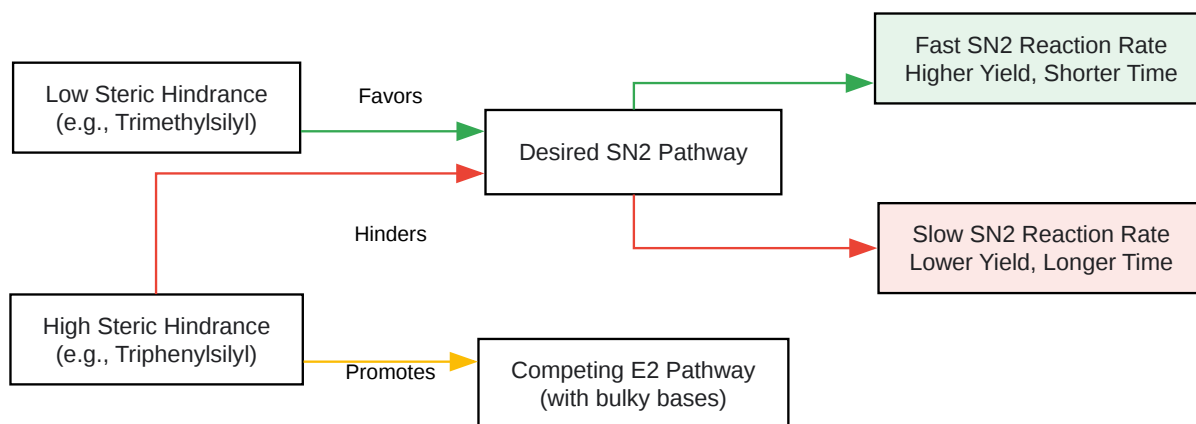 Low Steric Hindrance
(e.g., Trimethylsilyl)
Favors
Desired SN2 Pathway
Fast SN2 Reaction Rate
Higher Yield, Shorter Time
Hinders
Slow SN2 Reaction Rate
Lower Yield, Longer Time
High Steric Hindrance
(e.g., Triphenylsilyl)
Promotes
Competing E2 Pathway
(with bulky bases)